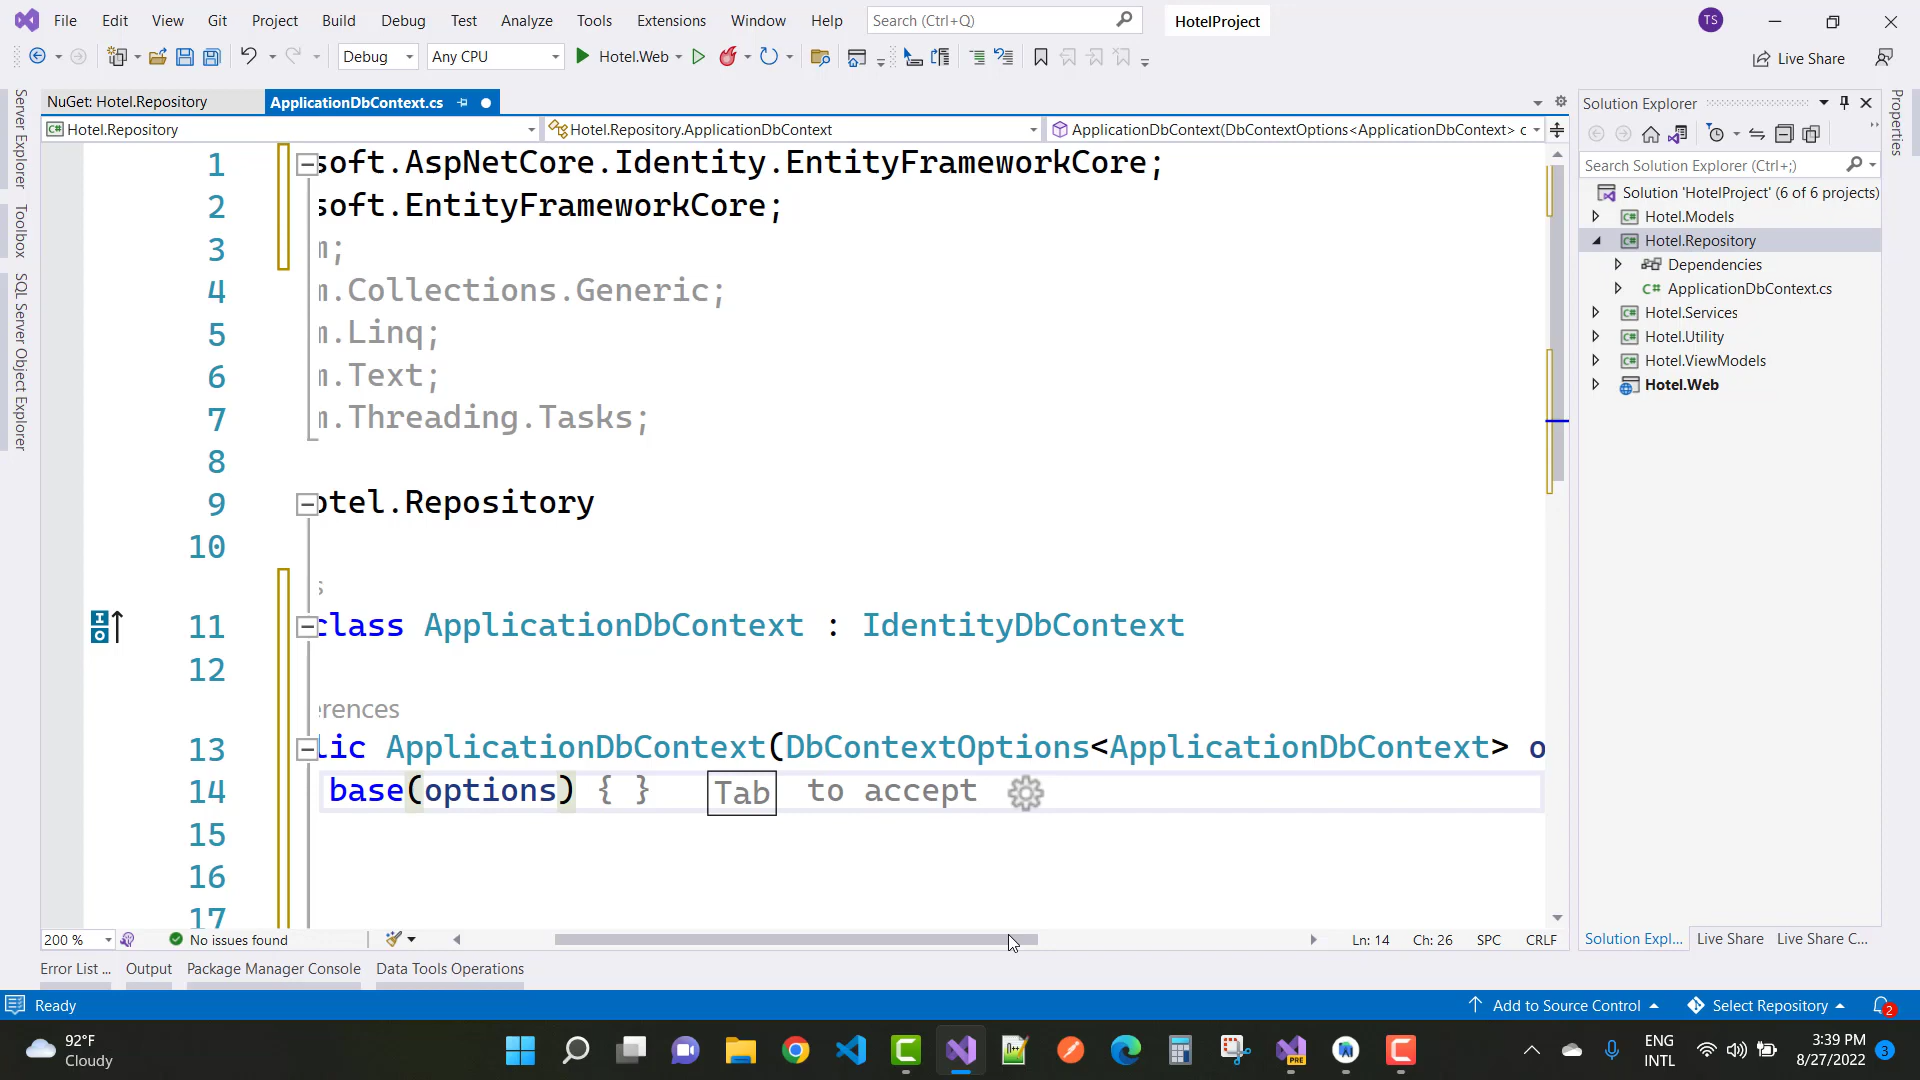 File Edit View Git Project Build Debug Test Analyze Tools Extensions Window Help Search (Ctrl+Q) HotelProject TS
Debug Any CPU Hotel.Web Live Share
NuGet: Hotel.Repository ApplicationDbContext.cs
Hotel.Repository Hotel.Repository.ApplicationDbContext ApplicationDbContext(DbContextOptions<ApplicationDbContext> c
Server Explorer
Toolbox
SQL Server Object Explorer
1 soft.AspNetCore.Identity.EntityFrameworkCore;
2 soft.EntityFrameworkCore;
3 m;
4 m.Collections.Generic;
5 m.Linq;
6 m.Text;
7 m.Threading.Tasks;
8
9 otel.Repository
10
s
11 class ApplicationDbContext : IdentityDbContext
12
erences
13 lic ApplicationDbContext(DbContextOptions<ApplicationDbContext> o
14 base(options) { } Tab to accept
15
16
17
200 % No issues found Ln: 14 Ch: 26 SPC CRLF
Solution Explorer
Search Solution Explorer (Ctrl+;)
Solution 'HotelProject' (6 of 6 projects)
C# Hotel.Models
C# Hotel.Repository
Dependencies
C# ApplicationDbContext.cs
C# Hotel.Services
C# Hotel.Utility
C# Hotel.ViewModels
Hotel.Web
Properties
Solution Expl... Live Share Live Share C...
Error List ... Output Package Manager Console Data Tools Operations
Ready Add to Source Control Select Repository 2
92°F
Cloudy
PRE
ENG
INTL
3:39 PM
8/27/2022
3